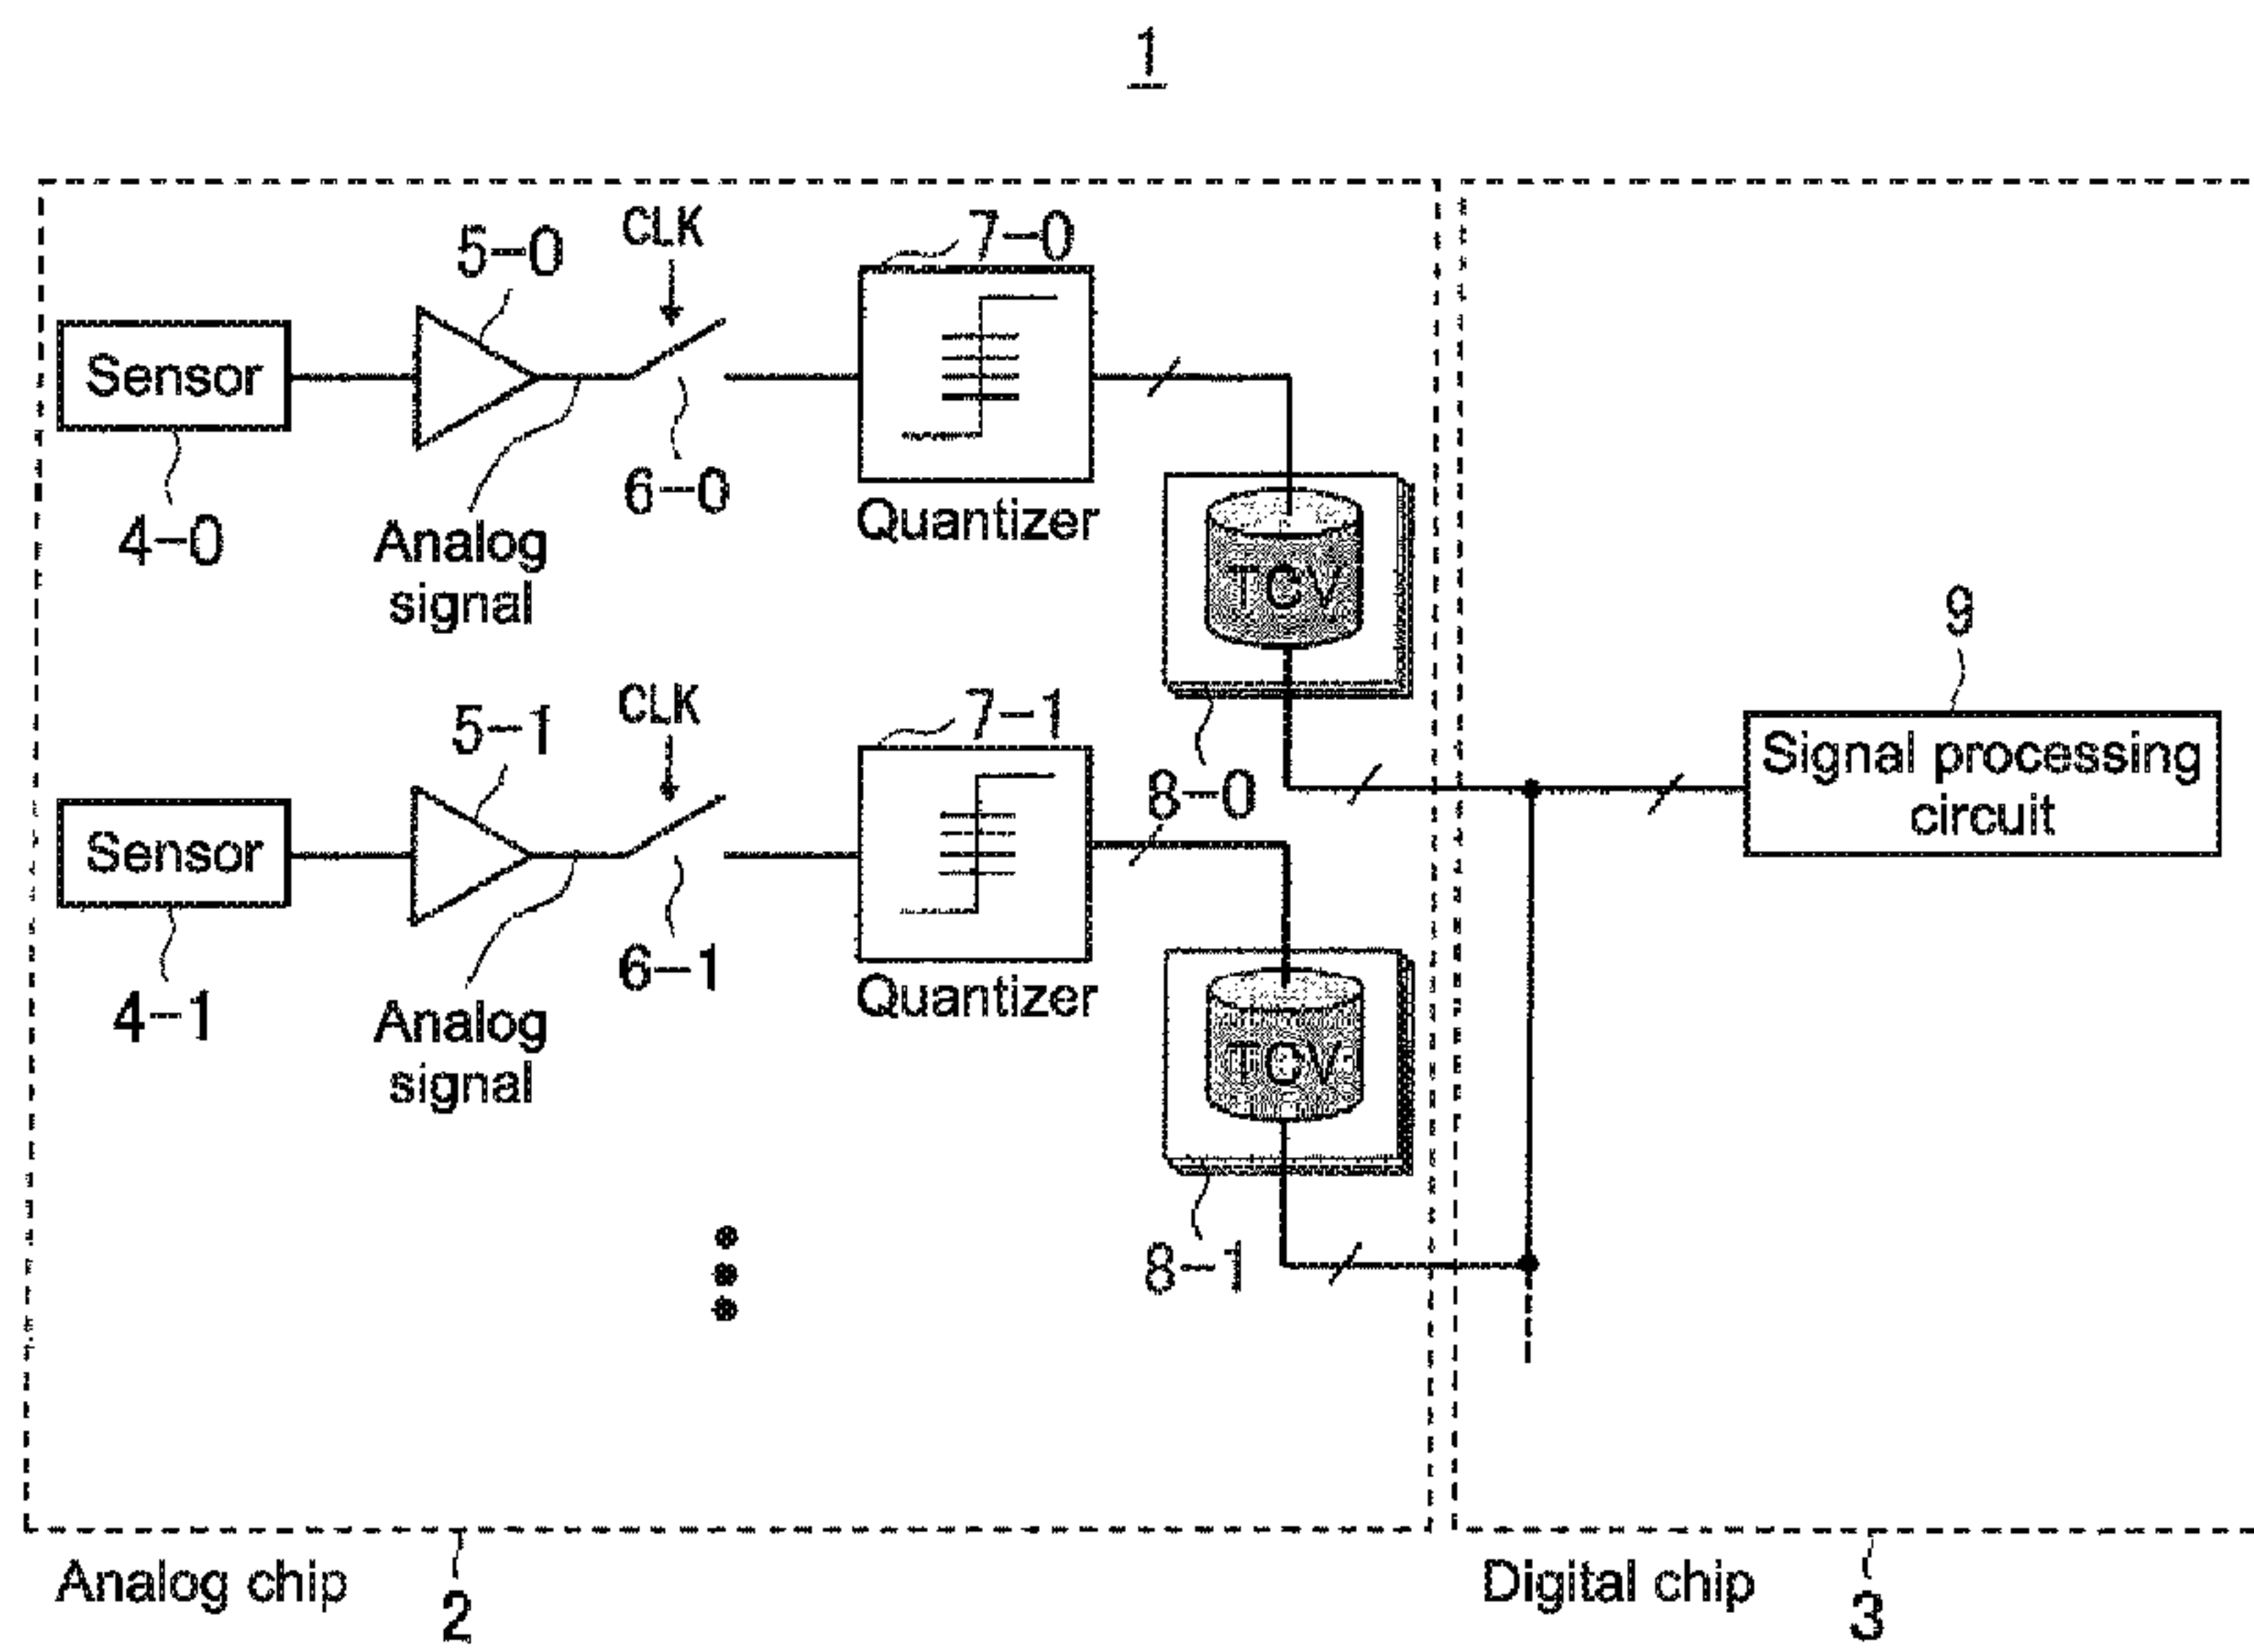 1
CLK
7-0
5-0
Sensor
4-0
Analog
signal
6-0
Quantizer
TCV
8-0
CLK
7-1
5-1
Sensor
4-1
Analog
signal
6-1
Quantizer
TCV
8-1
9
Signal processing
circuit
Analog chip
2
Digital chip
3